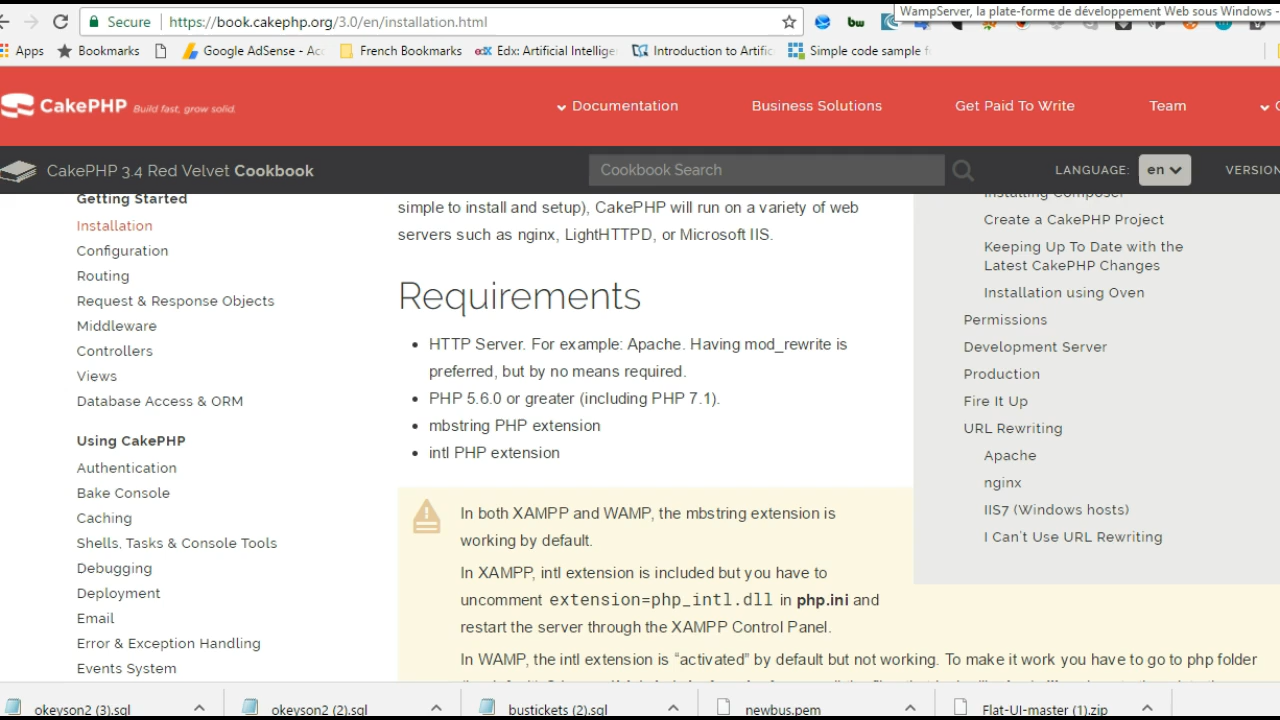 WampServer, la plate-forme de développement Web sous Windows -
Secure
https://book.cakephp.org/3.0/en/installation.html
bw
Apps
Bookmarks
Google AdSense - Acc
French Bookmarks
edX Edx: Artificial Intellige
Introduction to Artific
Simple code sample f
CakePHP Build fast, grow solid.
Documentation
Business Solutions
Get Paid To Write
Team
CakePHP 3.4 Red Velvet Cookbook
Cookbook Search
LANGUAGE:
en
VERSION
Getting Started
Installation
Configuration
Routing
Request & Response Objects
Middleware
Controllers
Views
Database Access & ORM
Using CakePHP
Authentication
Bake Console
Caching
Shells, Tasks & Console Tools
Debugging
Deployment
Email
Error & Exception Handling
Events System
simple to install and setup), CakePHP will run on a variety of web
servers such as nginx, LightHTTPD, or Microsoft IIS.
Requirements
• HTTP Server. For example: Apache. Having mod_rewrite is
preferred, but by no means required.
• PHP 5.6.0 or greater (including PHP 7.1).
• mbstring PHP extension
• intl PHP extension
In both XAMPP and WAMP, the mbstring extension is
working by default.
In XAMPP, intl extension is included but you have to
uncomment extension=php_intl.dll in php.ini and
restart the server through the XAMPP Control Panel.
In WAMP, the intl extension is “activated” by default but not working. To make it work you have to go to php folder
Installing Composer
Create a CakePHP Project
Keeping Up To Date with the
Latest CakePHP Changes
Installation using Oven
Permissions
Development Server
Production
Fire It Up
URL Rewriting
Apache
nginx
IIS7 (Windows hosts)
I Can't Use URL Rewriting
okeyson2 (3).sql
okeyson2 (2).sql
bustickets (2).sql
newbus.pem
Flat-UI-master (1).zip